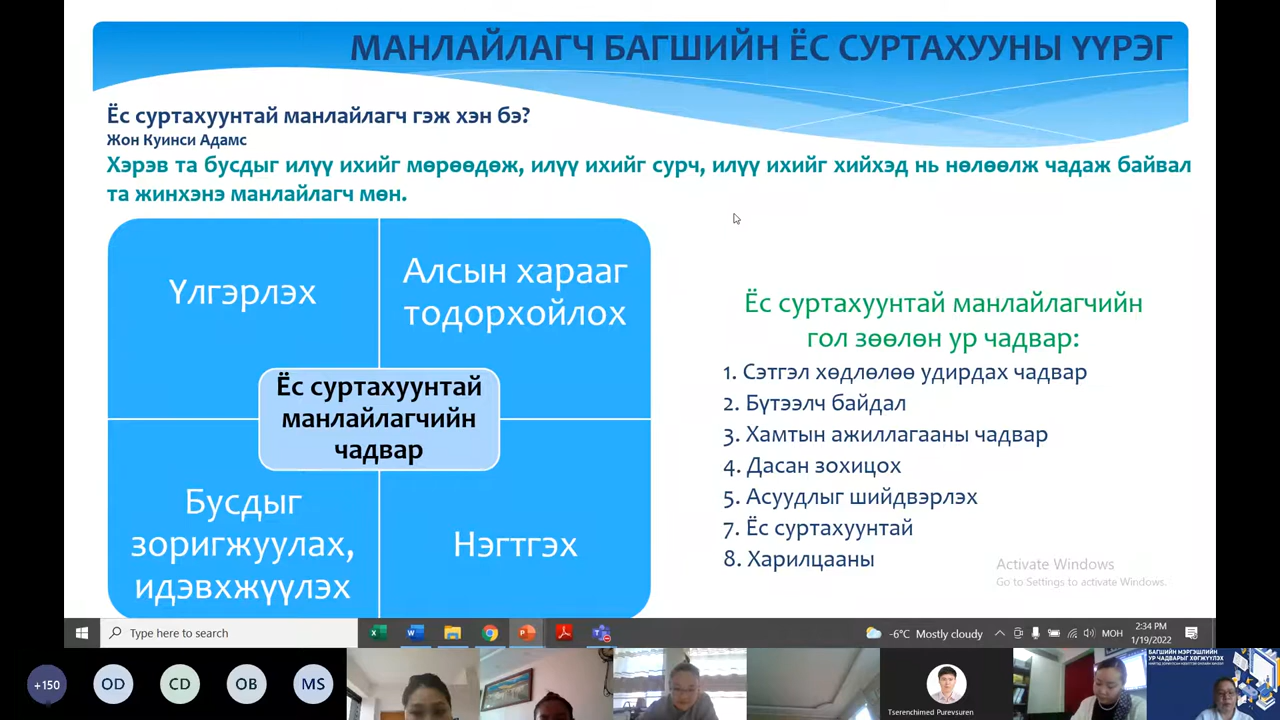 МАНЛАЙЛАГЧ БАГШИЙН ЁС СУРТАХУУНЫ ҮҮРЭГ
Ёс суртахуунтай манлайлагч гэж хэн бэ?
Жон Куинси Адамс
Хэрэв та бусдыг илүү ихийг мөрөөдөж, илүү ихийг сурч, илүү ихийг хийхэд нь нөлөөлж чадаж байвал
та жинхэнэ манлайлагч мөн.
Үлгэрлэх
Алсын харааг
тодорхойлох
Ёс суртахуунтай
манлайлагчийн
чадвар
Бусдыг
зоригжуулах,
идэвхжүүлэх
Нэгтгэх
Ёс суртахуунтай манлайлагчийн
гол зөөлөн ур чадвар:
1. Сэтгэл хөдлөлөө удирдах чадвар
2. Бүтээлч байдал
3. Хамтын ажиллагааны чадвар
4. Дасан зохицох
5. Асуудлыг шийдвэрлэх
7. Ёс суртахуунтай
8. Харилцааны
Activate Windows
Go to Settings to activate Windows.
Type here to search
-6°C Mostly cloudy
МОН
2:34 PM
1/19/2022
+150
OD
CD
OB
MS
Tserenchimed Purevsuren
БАГШИЙН МЭРГЭШЛИЙН
УР ЧАДВАРЫГ ХӨГЖҮҮЛЭХ